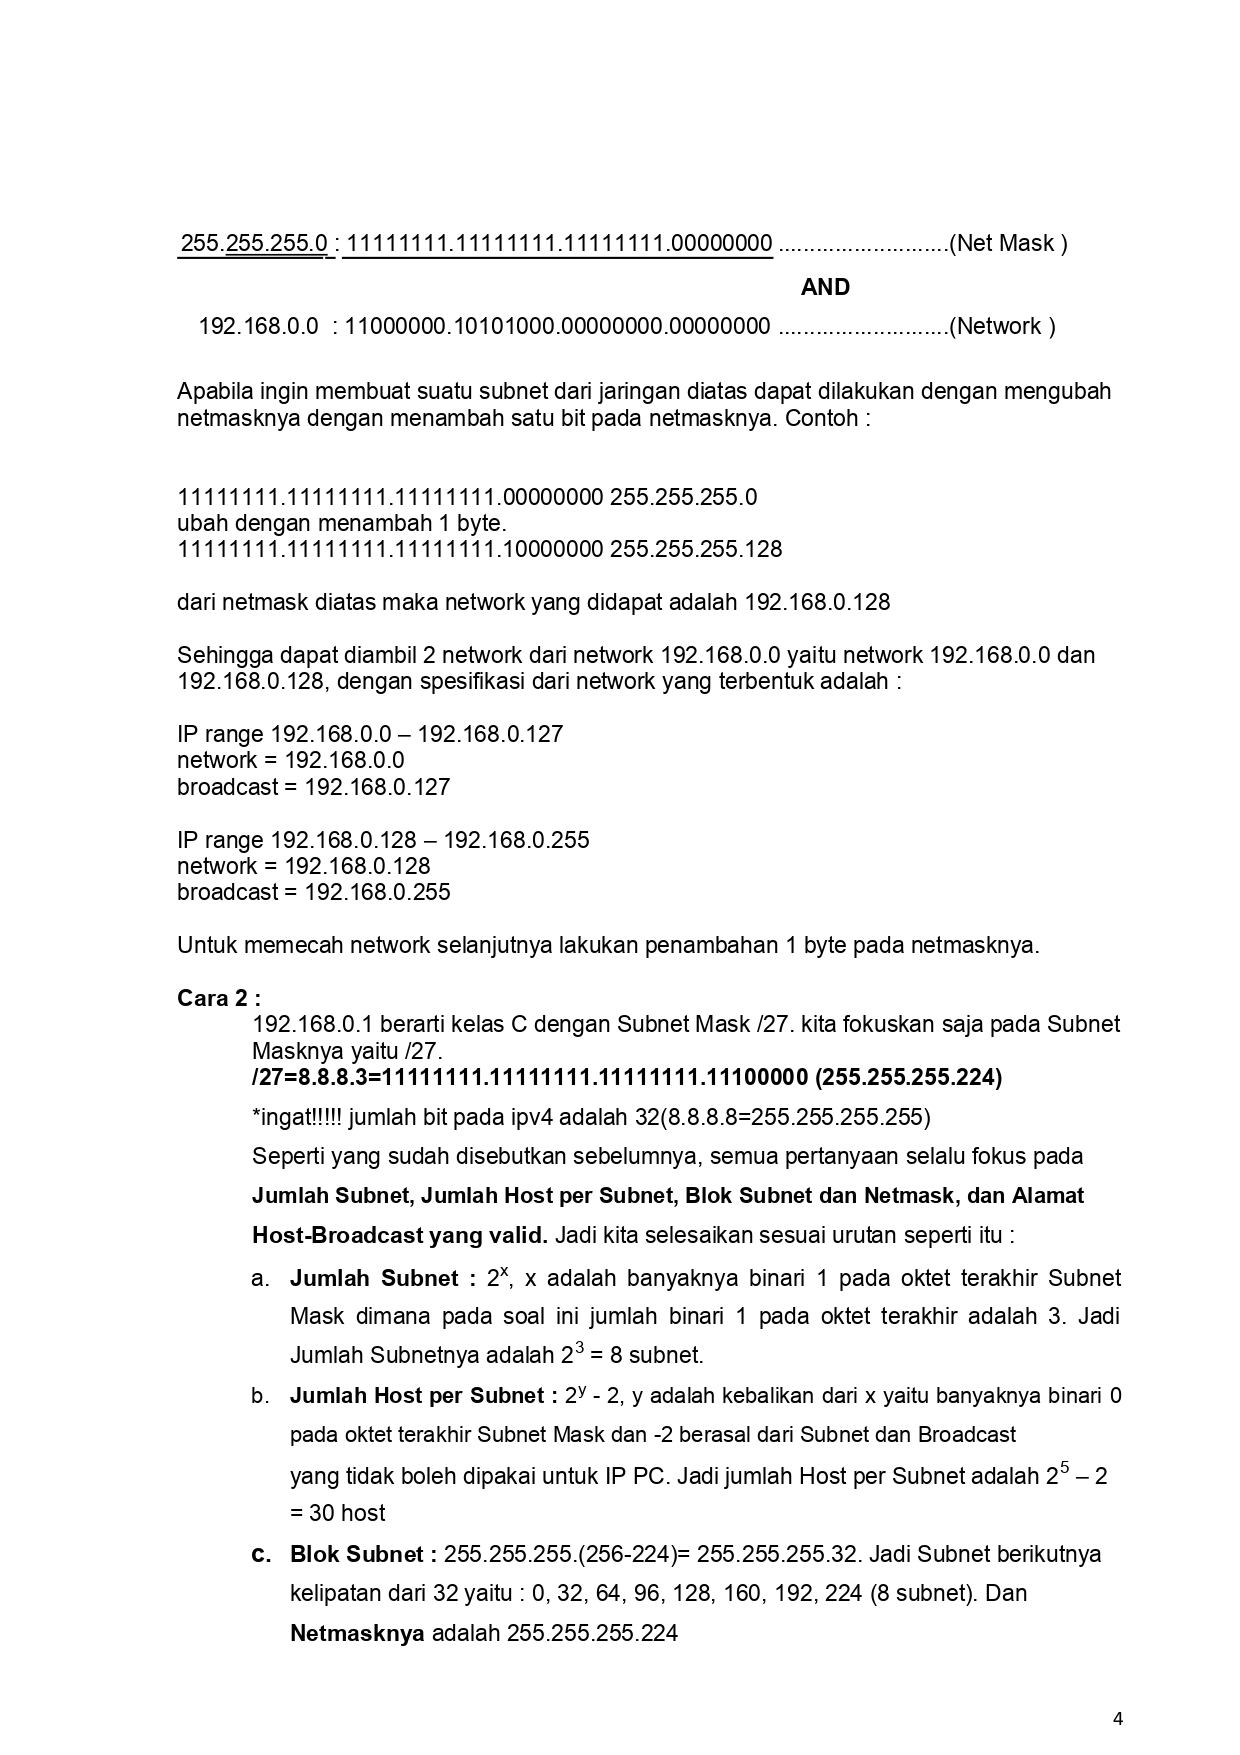 255.255.255.0 : 11111111.11111111.11111111.00000000 ...........................(Net Mask )
AND
192.168.0.0 : 11000000.10101000.00000000.00000000 ...........................(Network )
Apabila ingin membuat suatu subnet dari jaringan diatas dapat dilakukan dengan mengubah
netmasknya dengan menambah satu bit pada netmasknya. Contoh :
11111111.11111111.11111111.00000000 255.255.255.0
ubah dengan menambah 1 byte.
11111111.11111111.11111111.10000000 255.255.255.128
dari netmask diatas maka network yang didapat adalah 192.168.0.128
Sehingga dapat diambil 2 network dari network 192.168.0.0 yaitu network 192.168.0.0 dan
192.168.0.128, dengan spesifikasi dari network yang terbentuk adalah :
IP range 192.168.0.0 – 192.168.0.127
network = 192.168.0.0
broadcast = 192.168.0.127
IP range 192.168.0.128 – 192.168.0.255
network = 192.168.0.128
broadcast = 192.168.0.255
Untuk memecah network selanjutnya lakukan penambahan 1 byte pada netmasknya.
Cara 2 :
192.168.0.1 berarti kelas C dengan Subnet Mask /27. kita fokuskan saja pada Subnet
Masknya yaitu /27.
/27=8.8.8.3=11111111.11111111.11111111.11100000 (255.255.255.224)
*ingat!!!!! jumlah bit pada ipv4 adalah 32(8.8.8.8=255.255.255.255)
Seperti yang sudah disebutkan sebelumnya, semua pertanyaan selalu fokus pada
Jumlah Subnet, Jumlah Host per Subnet, Blok Subnet dan Netmask, dan Alamat
Host-Broadcast yang valid. Jadi kita selesaikan sesuai urutan seperti itu :
a. Jumlah Subnet : 2ˣ, x adalah banyaknya binari 1 pada oktet terakhir Subnet
Mask dimana pada soal ini jumlah binari 1 pada oktet terakhir adalah 3. Jadi
Jumlah Subnetnya adalah 2³ = 8 subnet.
b. Jumlah Host per Subnet : 2ʸ - 2, y adalah kebalikan dari x yaitu banyaknya binari 0
pada oktet terakhir Subnet Mask dan -2 berasal dari Subnet dan Broadcast
yang tidak boleh dipakai untuk IP PC. Jadi jumlah Host per Subnet adalah 2⁵ – 2
= 30 host
c. Blok Subnet : 255.255.255.(256-224)= 255.255.255.32. Jadi Subnet berikutnya
kelipatan dari 32 yaitu : 0, 32, 64, 96, 128, 160, 192, 224 (8 subnet). Dan
Netmasknya adalah 255.255.255.224
4